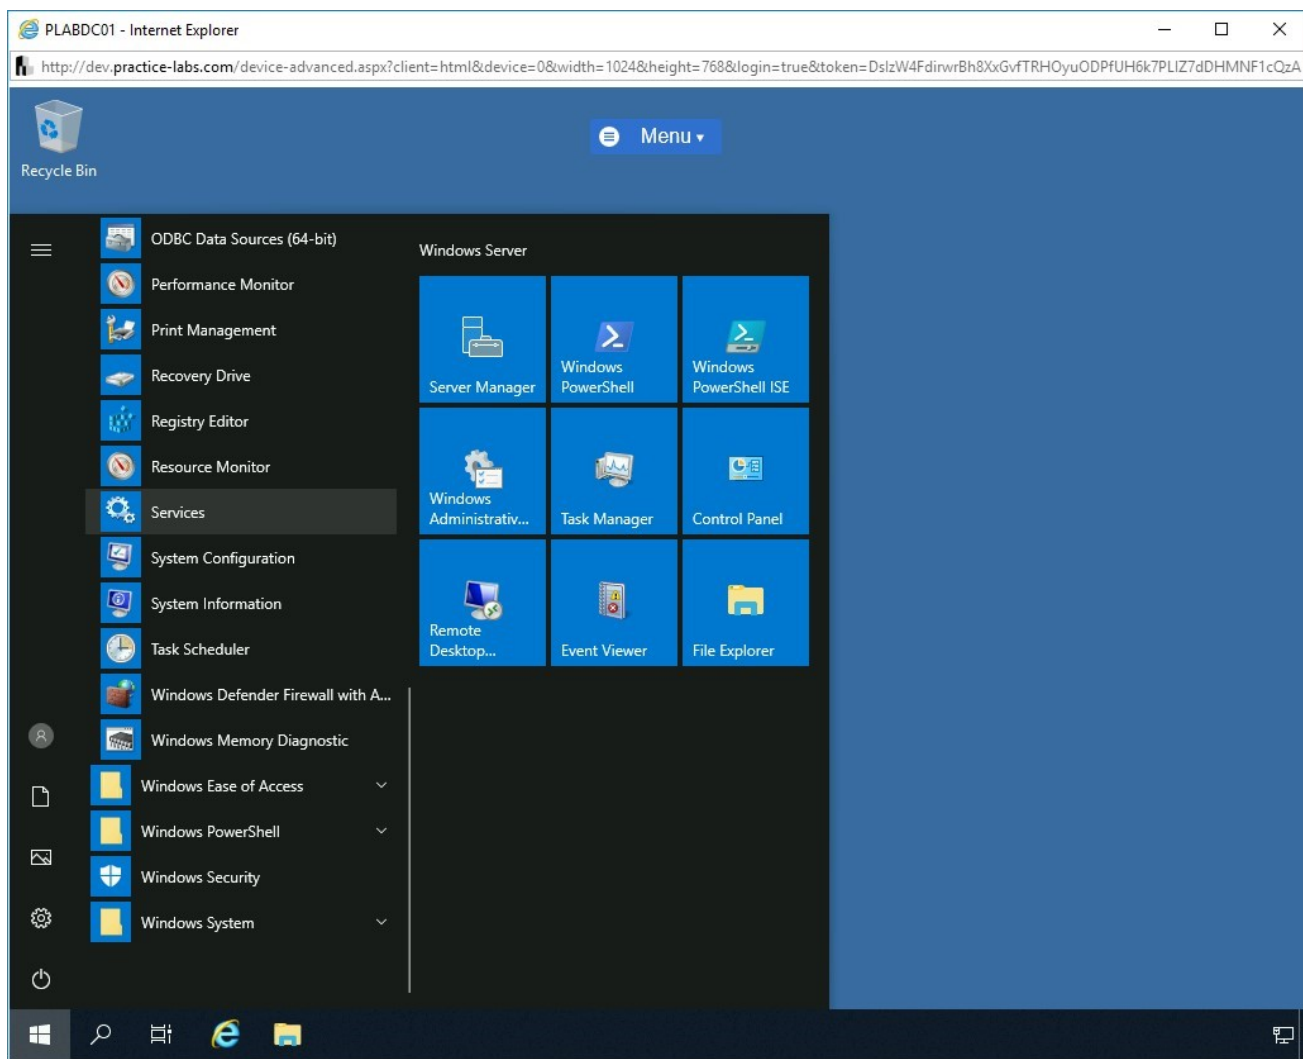 PLABDC01 - Internet Explorer
http://dev.practice-labs.com/device-advanced.aspx?client=html&device=0&width=1024&height=768&login=true&token=DsIzW4FdirwrBh8XxGvfTRHOyuODPfUH6k7PLIZ7dDHMNF1cQzA
Recycle Bin
Menu
ODBC Data Sources (64-bit)
Performance Monitor
Print Management
Recovery Drive
Registry Editor
Resource Monitor
Services
System Configuration
System Information
Task Scheduler
Windows Defender Firewall with A...
Windows Memory Diagnostic
Windows Ease of Access
Windows PowerShell
Windows Security
Windows System
Windows Server
Server Manager
Windows
PowerShell
Windows
PowerShell ISE
Windows
Administrativ...
Task Manager
Control Panel
Remote
Desktop...
Event Viewer
File Explorer